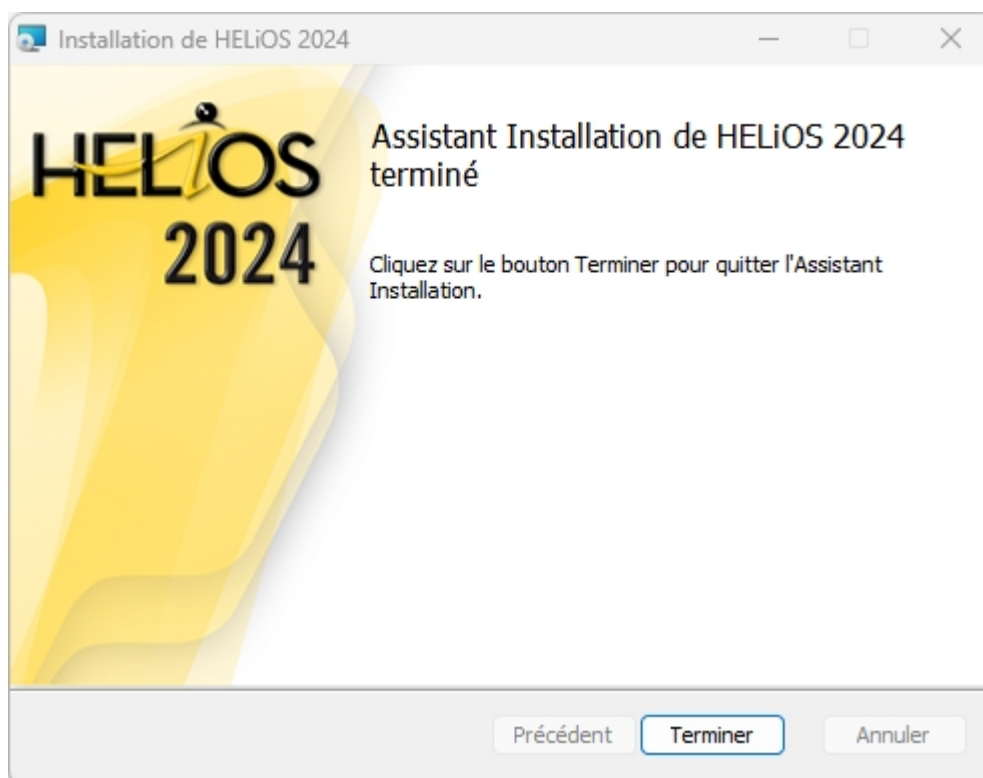 Installation de HELiOS 2024
HELiOS
2024
Assistant Installation de HELiOS 2024
terminé
Cliquez sur le bouton Terminer pour quitter l'Assistant
Installation.
Précédent Terminer Annuler